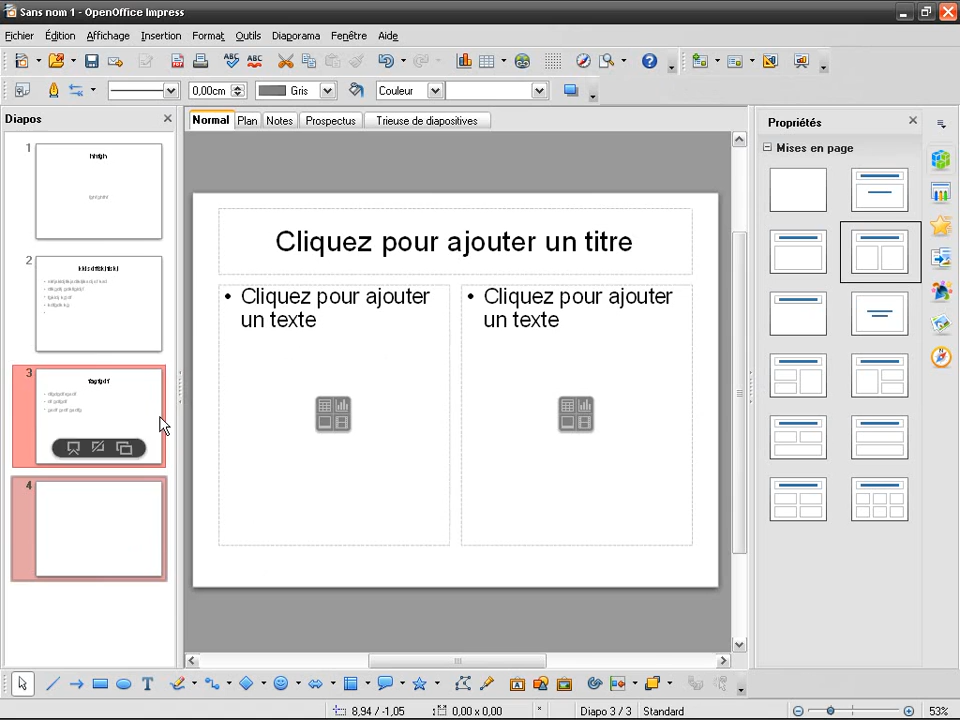 Sans nom 1 - OpenOffice Impress
Fichier Édition Affichage Insertion Format Outils Diaporama Fenêtre Aide
0,00cm Gris Couleur
Diapos
Normal Plan Notes Prospectus Trieuse de diapositives
Propriétés
Mises en page
1
2
3
4
Cliquez pour ajouter un titre
• Cliquez pour ajouter
un texte
• Cliquez pour ajouter
un texte
8,94 / -1,05 0,00 x 0,00 * Diapo 3 / 3 Standard 53%